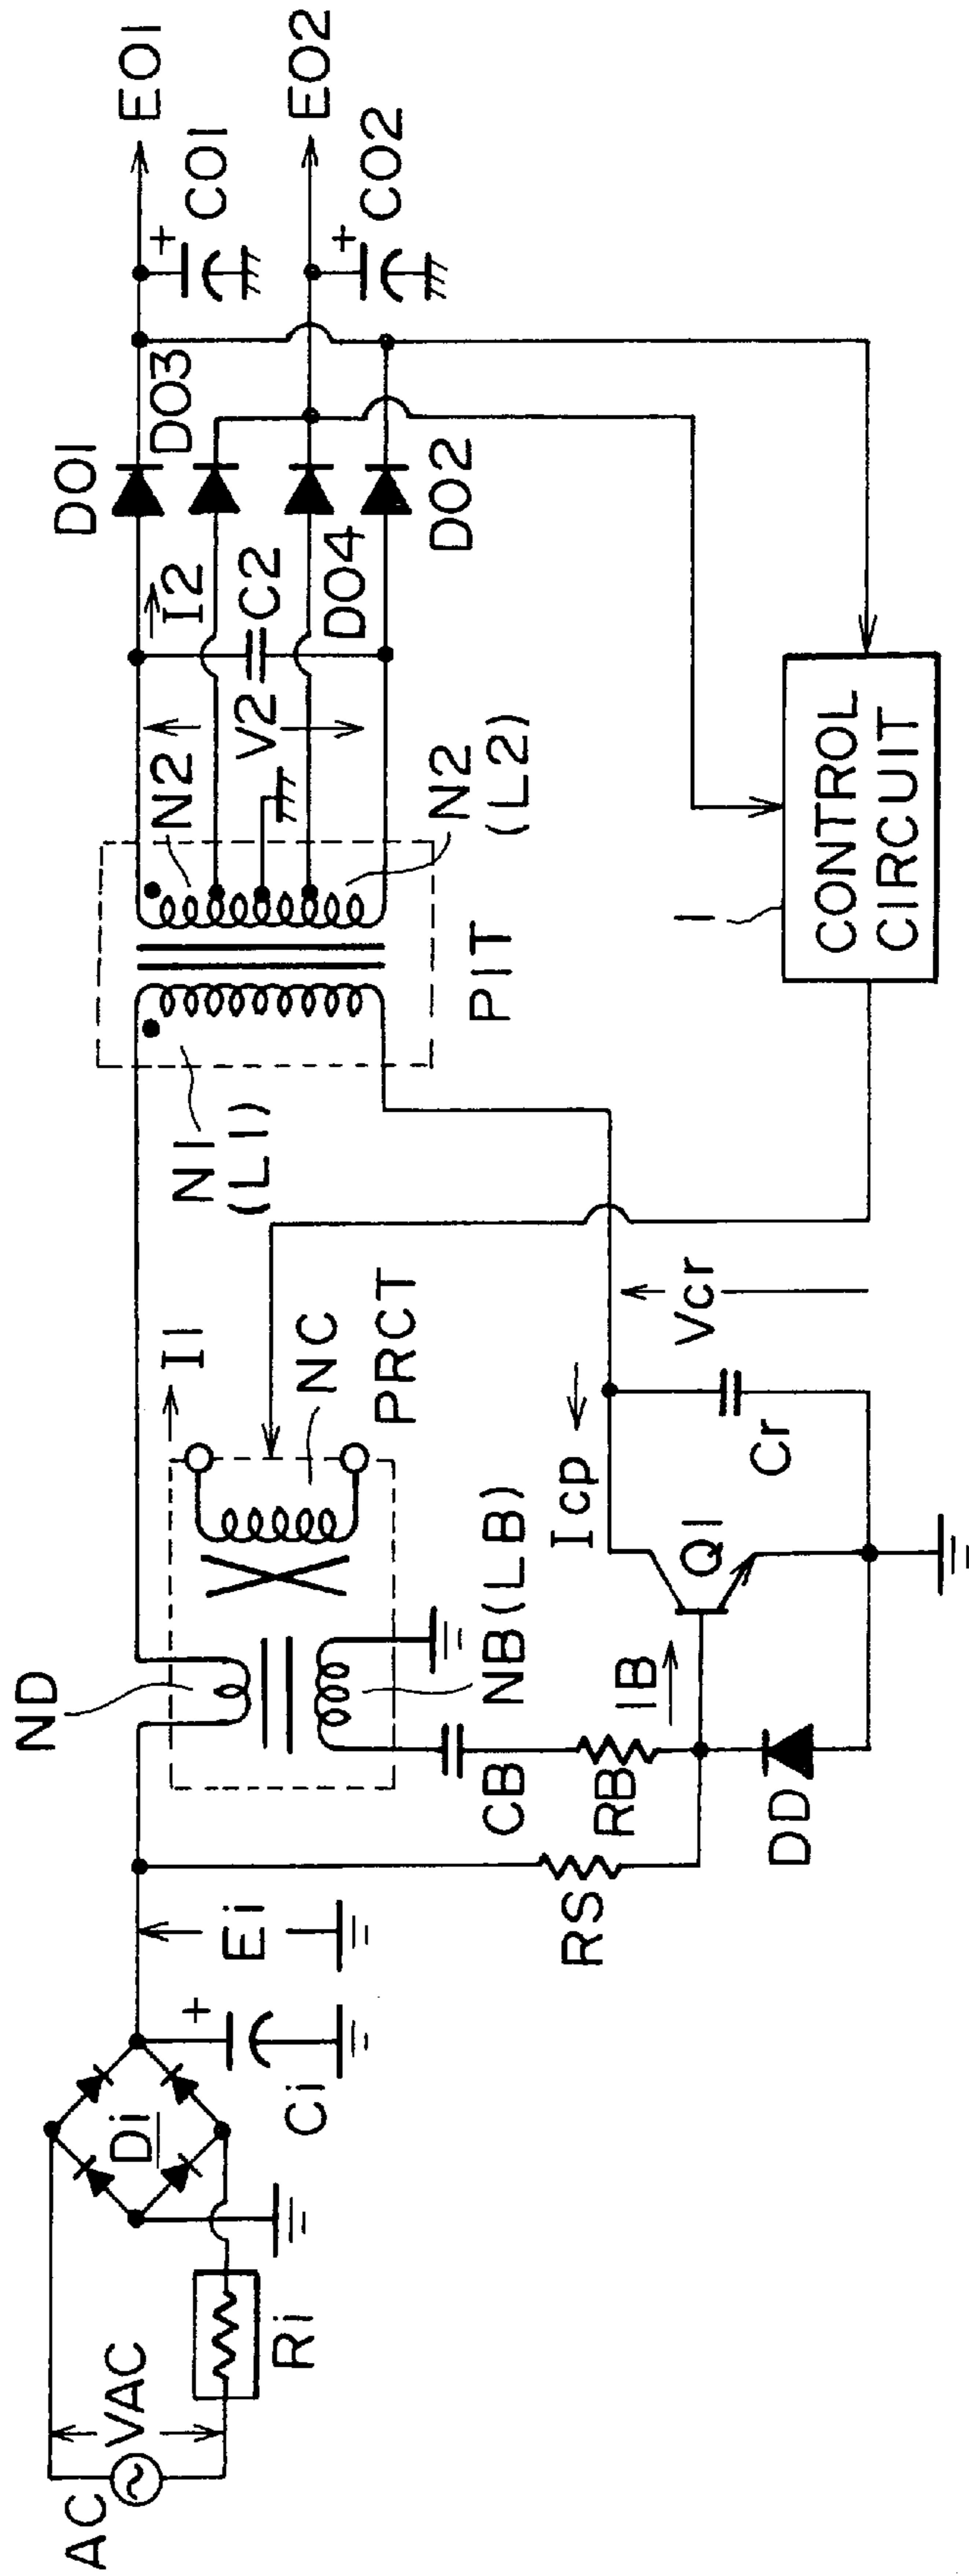 AC
VAC
Ri
Di
Ci
+
Ei
RS
ND
CB
RB
NB(LB)
IB
DD
Q1
Icp
Cr
Vcr
I1
NC
PRCT
N1
(L1)
PIT
N2
N2
(L2)
V2
C2
I2
DO1
DO3
DO4
DO2
+
CO1
+
CO2
EO1
EO2
1
CONTROL
CIRCUIT